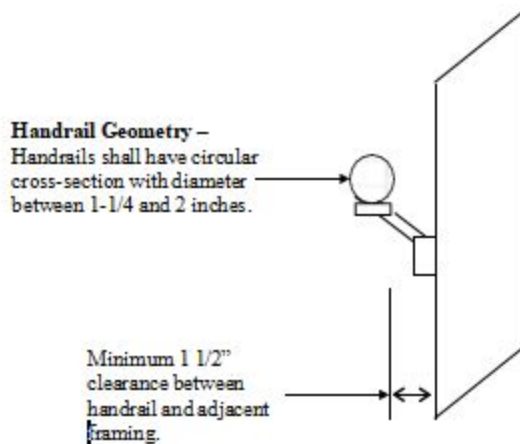 Handrail Geometry –
Handrails shall have circular
cross-section with diameter
between 1-1/4 and 2 inches.
Minimum 1 1/2”
clearance between
handrail and adjacent
framing.